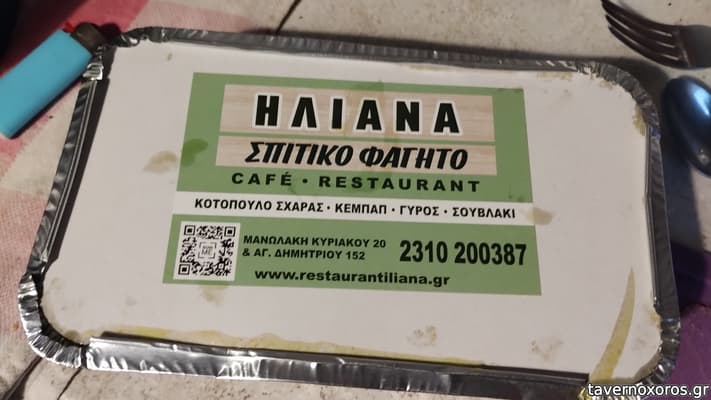 ΗΛΙΑΝΑ
ΣΠΙΤΙΚΟ ΦΑΓΗΤΟ
CAFÉ • RESTAURANT
ΚΟΤΟΠΟΥΛΟ ΣΧΑΡΑΣ • ΚΕΜΠΑΠ • ΓΥΡΟΣ • ΣΟΥΒΛΑΚΙ
ΜΑΝΩΛΑΚΗ ΚΥΡΙΑΚΟΥ 20
& ΑΓ. ΔΗΜΗΤΡΙΟΥ 152
2310 200387
www.restaurantiliana.gr
tavernoxoros.gr